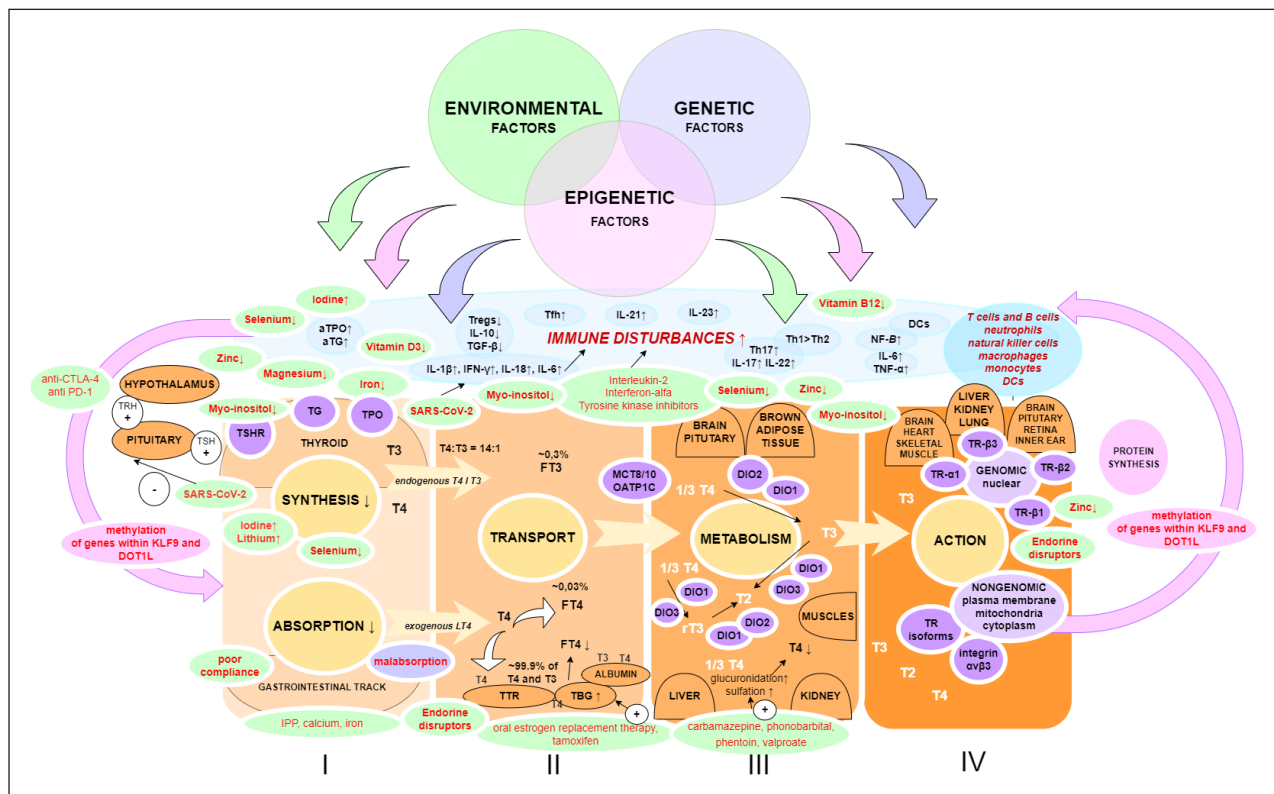 ENVIRONMENTAL
FACTORS
GENETIC
FACTORS
EPIGENETIC
FACTORS
Iodine↑
Selenium↓
aTPO↑
aTG↑
Vitamin D3↓
Zinc↓
Magnesium↓
Iron↓
Myo-inositol↓
Tregs↓
IL-10↓
TGF-β↓
Tfh↑
IL-21↑
IL-23↑
IMMUNE DISTURBANCES ↑
IL-1β↑, IFN-γ↑, IL-18↑, IL-6↑
Th17↑
IL-17↑ IL-22↑
Th1>Th2
DCs
NF-B↑
IL-6↑
TNF-α↑
Vitamin B12↓
T cells and B cells
neutrophils
natural killer cells
macrophages
monocytes
DCs
anti-CTLA-4
anti PD-1
HYPOTHALAMUS
TRH
+
PITUITARY
TSH
+
-
SARS-CoV-2
TSHR
TG
TPO
THYROID
T3
T4
SYNTHESIS ↓
Iodine↑
Lithium↑
Selenium↓
methylation
of genes within KLF9 and
DOT1L
ABSORPTION ↓
poor
compliance
malabsorption
GASTROINTESTINAL TRACK
IPP, calcium, iron
endogenous T4 I T3
exogenous LT4
SARS-CoV-2
Myo-inositol↓
Interleukin-2
Interferon-alfa
Tyrosine kinase inhibitors
T4:T3 = 14:1
~0,3%
FT3
TRANSPORT
~0,03%
FT4
T4
FT4↓
~99.9% of
T4 and T3
T4
TTR
T4
TBG ↑
T3 T4
ALBUMIN
+
Endorine
disruptors
oral estrogen replacement therapy,
tamoxifen
MCT8/10
OATP1C
Selenium↓
Zinc↓
Myo-inositol↓
BRAIN
PITUTARY
BROWN
ADIPOSE
TISSUE
DIO2
DIO1
1/3 T4
METABOLISM
T3
1/3 T4
DIO1
DIO3
DIO1
DIO3
T2
rT3
DIO2
DIO1
MUSCLES
1/3 T4
T4 ↓
glucuronidation↑
sulfation ↑
+
LIVER
KIDNEY
carbamazepine, phonobarbital,
phentoin, valproate
BRAIN
HEART
SKELETAL
MUSCLE
LIVER
KIDNEY
LUNG
BRAIN
PITUITARY
RETINA
INNER EAR
TR-β3
TR-α1
GENOMIC
nuclear
TR-β2
TR-β1
T3
ACTION
Zinc↓
Endorine
disruptors
PROTEIN
SYNTHESIS
methylation
of genes within KLF9 and
DOT1L
NONGENOMIC
plasma membrane
mitochondria
cytoplasm
TR
isoforms
integrin
αvβ3
T3
T2
T4
I
II
III
IV